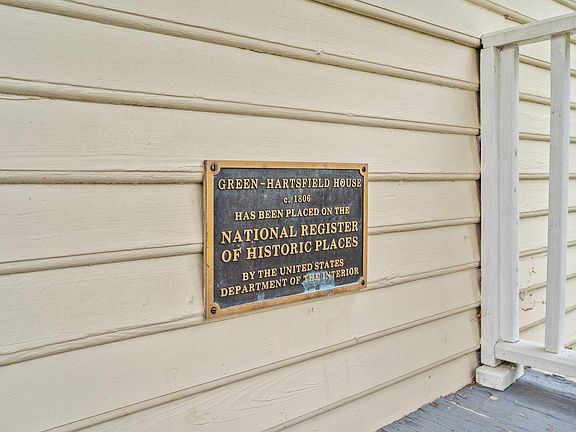 GREEN-HARTSFIELD HOUSE
c. 1806
HAS BEEN PLACED ON THE
NATIONAL REGISTER
OF HISTORIC PLACES
BY THE UNITED STATES
DEPARTMENT OF THE INTERIOR